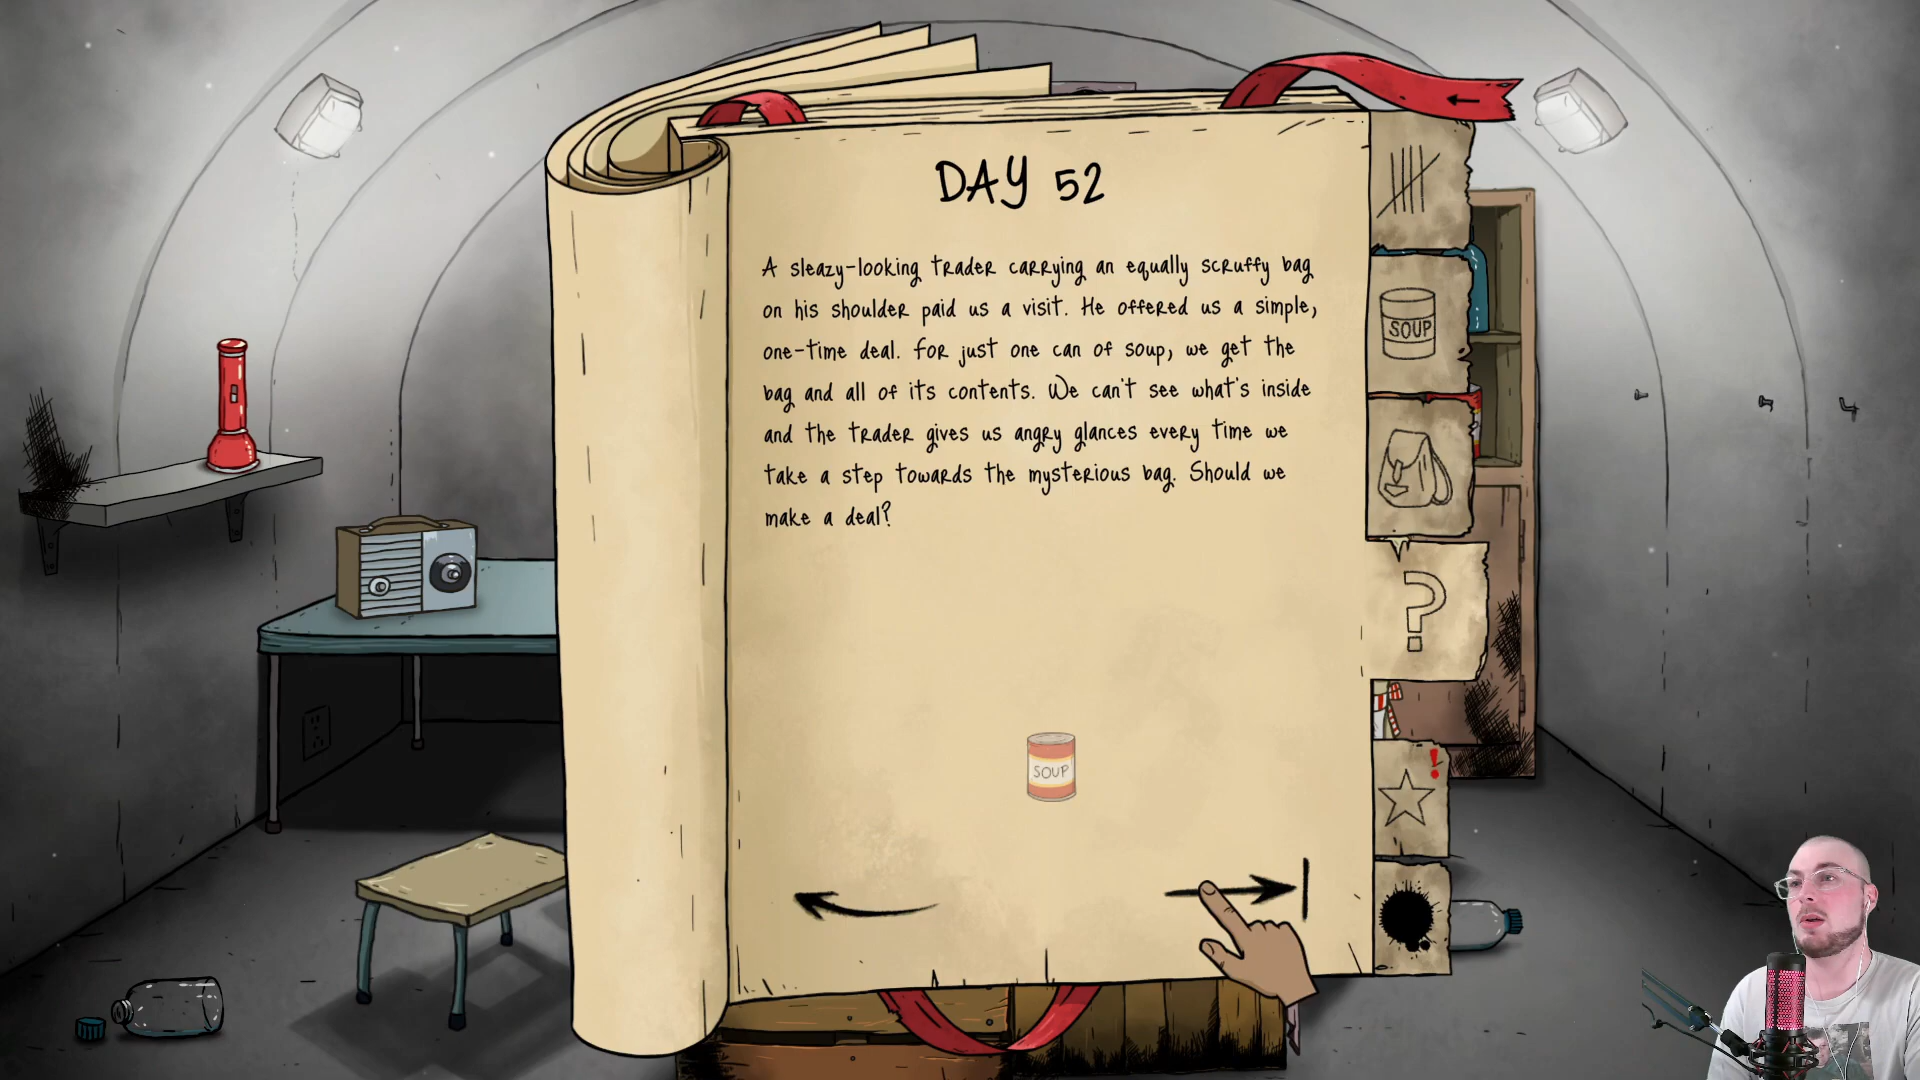 DAY 52
A sleazy-looking trader carrying an equally scruffy bag
on his shoulder paid us a visit. He offered us a simple,
one-time deal. For just one can of soup, we get the
bag and all of its contents. We can't see what's inside
and the trader gives us angry glances every time we
take a step towards the mysterious bag. Should we
make a deal?
SOUP
?
!
SOUP